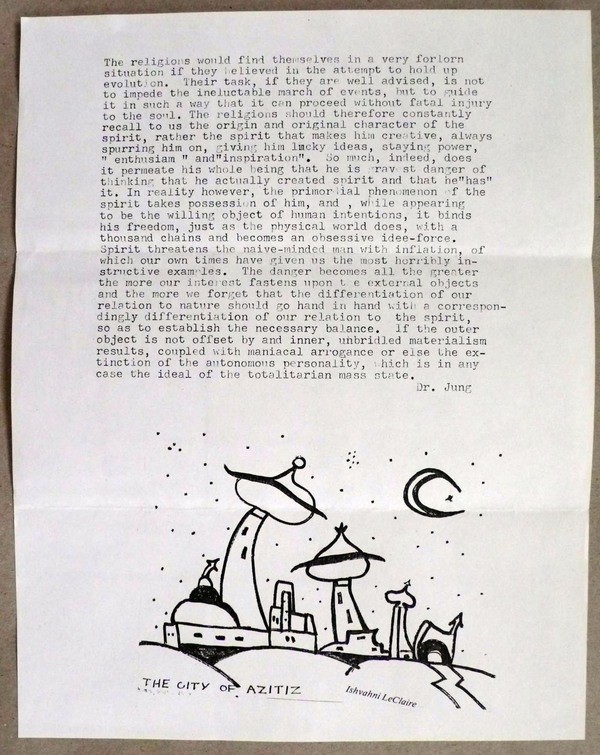 The religions would find themselves in a very forlorn
situation if they believed in the attempt to hold up
evolution. Their task, if they are well advised, is not
to impede the ineluctable march of events, but to guide
it in such a way that it can proceed without fatal injury
to the soul. The religions should therefore constantly
recall to us the origin and original character of the
spirit, rather the spirit that makes him creative, always
spurring him on, giving him lucky ideas, staying power,
" enthusiam " and"inspiration". So much, indeed, does
it permeate his whole being that he is gravest danger of
thinking that he actually created spirit and that he"has"
it. In reality however, the primordial phenomenon of the
spirit takes possession of him, and , while appearing
to be the willing object of human intentions, it binds
his freedom, just as the physical world does, with a
thousand chains and becomes an obsessive idee-force.
Spirit threatens the naive-minded man with inflation, of
which our own times have given us the most horribly in-
structive examples. The danger becomes all the greater
the more our interest fastens upon the external objects
and the more we forget that the differentiation of our
relation to nature should go hand in hand with a correspon-
dingly differentiation of our relation to the spirit,
so as to establish the necessary balance. If the outer
object is not offset by and inner, unbridled materialism
results, coupled with maniacal arrogance or else the ex-
tinction of the autonomous personality, which is in any
case the ideal of the totalitarian mass state.
Dr. Jung
THE CITY OF AZITIZ
Ishvahni LeClaire